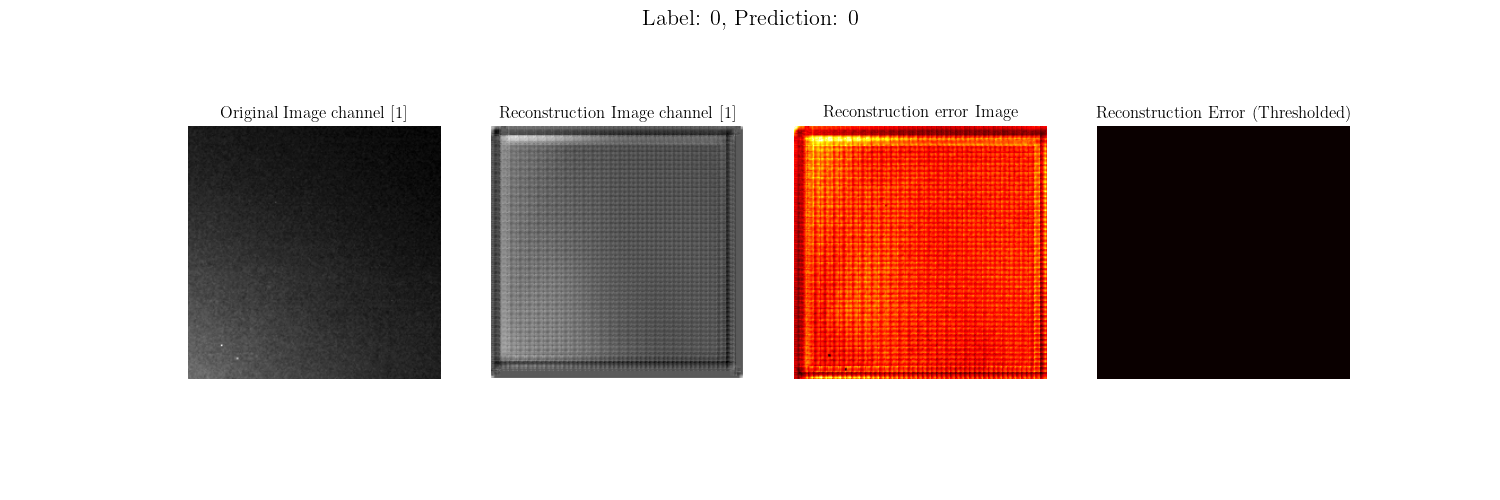 Label: 0, Prediction: 0
Original Image channel [1]
Reconstruction Image channel [1]
Reconstruction error Image
Reconstruction Error (Thresholded)